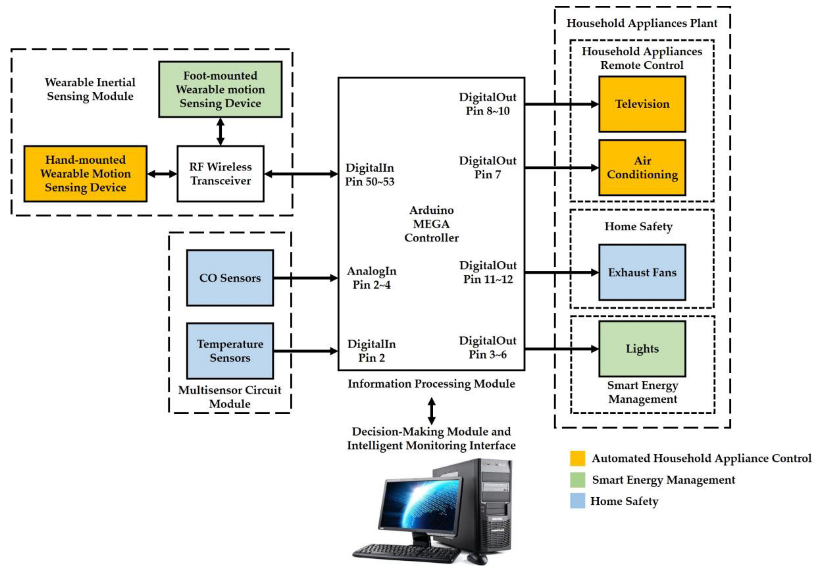 Wearable Inertial
Sensing Module
Foot-mounted
Wearable motion
Sensing Device
Hand-mounted
Wearable Motion
Sensing Device
RF Wireless
Transceiver
CO Sensors
Temperature
Sensors
Multisensor Circuit
Module
DigitalIn
Pin 50~53
AnalogIn
Pin 2~4
DigitalIn
Pin 2
Arduino
MEGA
Controller
DigitalOut
Pin 8~10
DigitalOut
Pin 7
DigitalOut
Pin 11~12
DigitalOut
Pin 3~6
Information Processing Module
Decision-Making Module and
Intelligent Monitoring Interface
Household Appliances Plant
Household Appliances
Remote Control
Television
Air
Conditioning
Home Safety
Exhaust Fans
Lights
Smart Energy
Management
Automated Household Appliance Control
Smart Energy Management
Home Safety